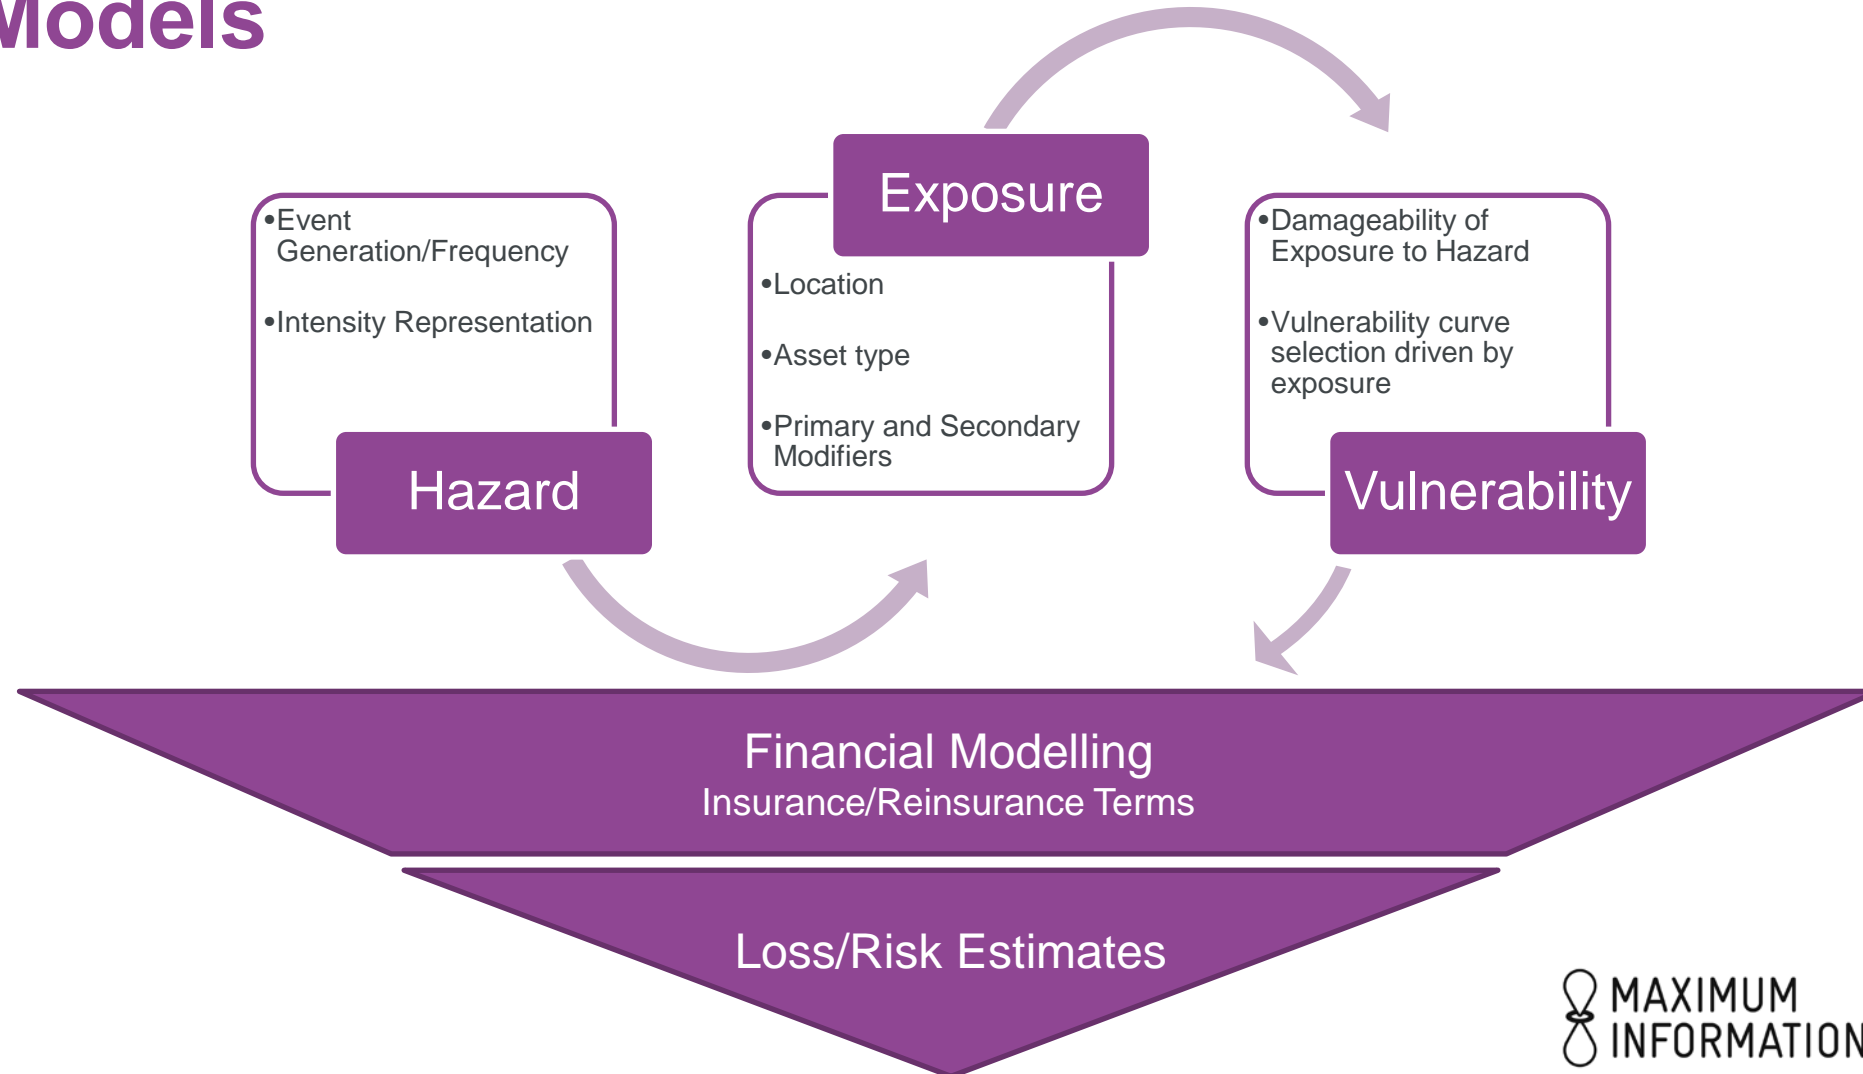 Models
•Event
Generation/Frequency
•Intensity Representation
Hazard
Exposure
•Location
•Asset type
•Primary and Secondary
Modifiers
•Damageability of
Exposure to Hazard
•Vulnerability curve
selection driven by
exposure
Vulnerability
Financial Modelling
Insurance/Reinsurance Terms
Loss/Risk Estimates
MAXIMUM
INFORMATION